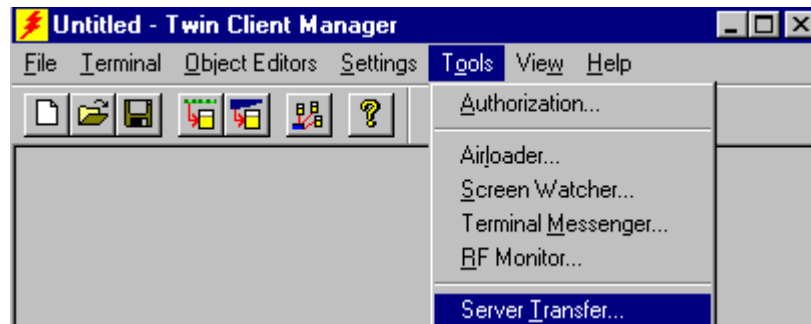 Untitled - Twin Client Manager
File Terminal Object Editors Settings Tools View Help
Authorization...
Airloader...
Screen Watcher...
Terminal Messenger...
RF Monitor...
Server Transfer...